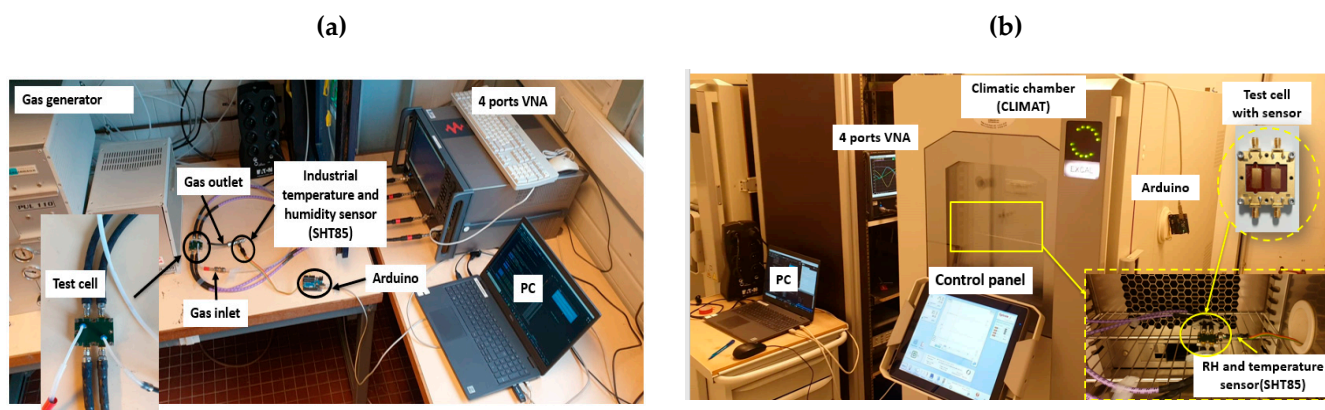 (a)
Gas generator
4 ports VNA
Gas outlet
Industrial
temperature and
humidity sensor
(SHT85)
PUL 110
Test cell
Gas inlet
Arduino
PC
(b)
Climatic chamber
(CLIMAT)
Test cell
with sensor
4 ports VNA
Arduino
PC
Control panel
RH and temperature
sensor(SHT85)